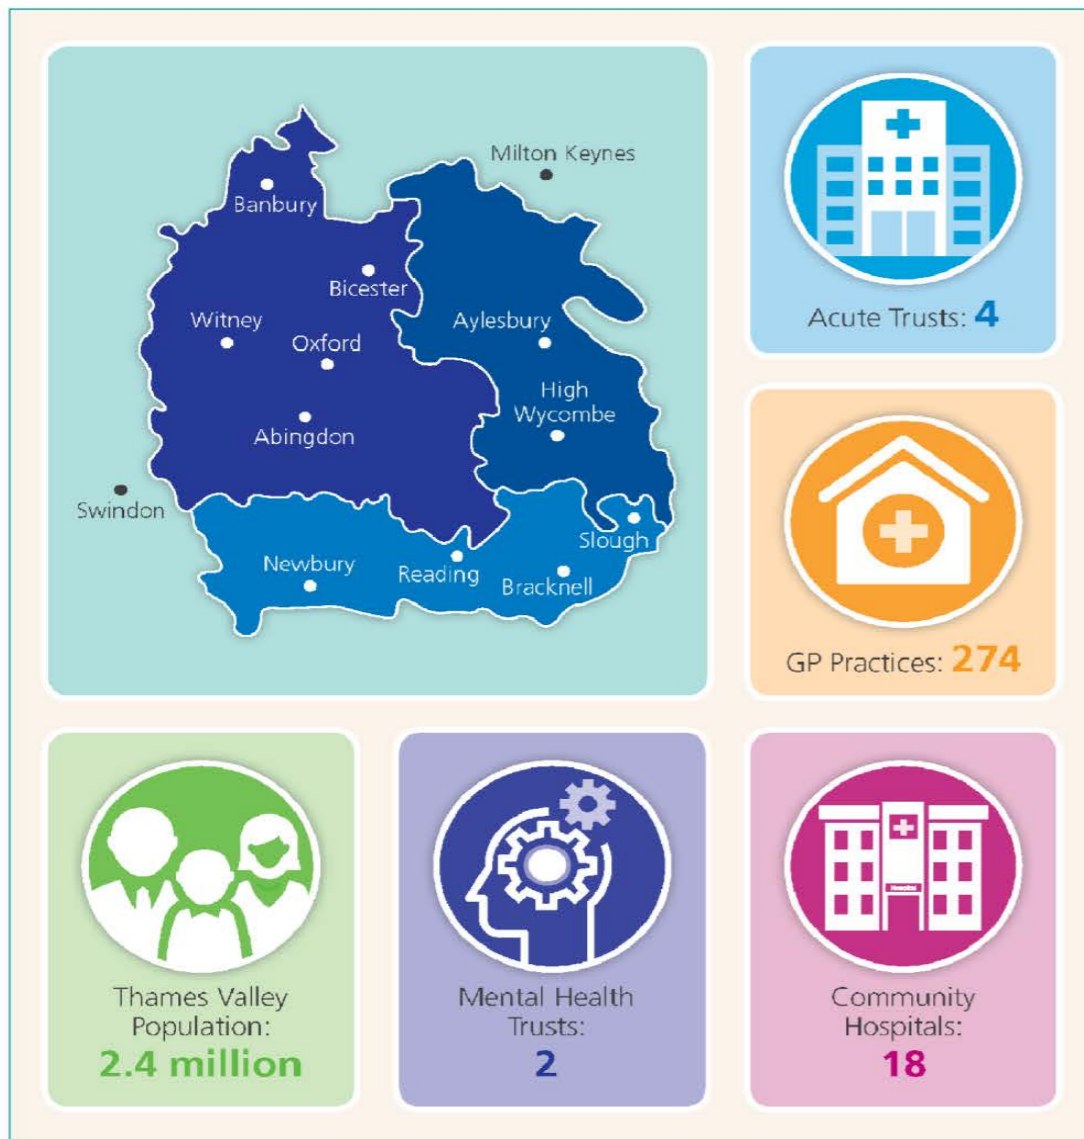 Milton Keynes
Banbury
Bicester
Witney
Oxford
Aylesbury
High
Wycombe
Abingdon
Swindon
Slough
Newbury
Reading
Bracknell
Acute Trusts: 4
GP Practices: 274
Thames Valley
Population:
2.4 million
Mental Health
Trusts:
2
Hospital
Community
Hospitals:
18